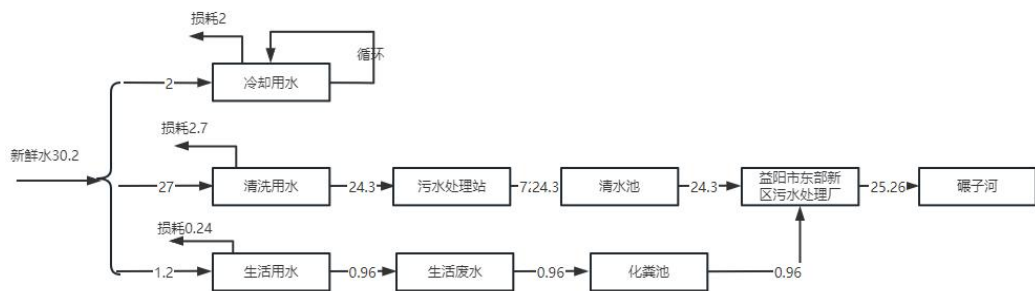 损耗2
循环
2
冷却用水
损耗2.7
新鲜水30.2
27
清洗用水
24.3
污水处理站
24.3
清水池
24.3
益阳市东部新
区污水处理厂
25.26
碾子河
损耗0.24
1.2
生活用水
0.96
生活废水
0.96
化粪池
0.96